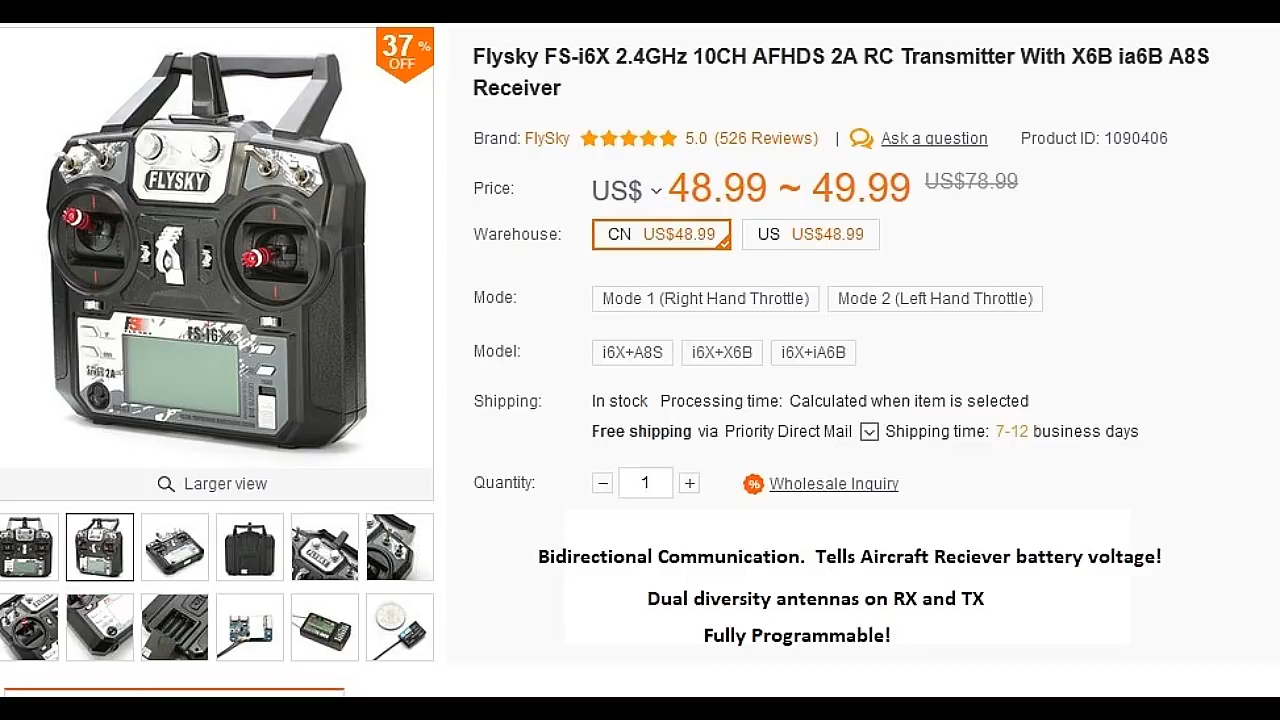 37 %
OFF
FLYSKY
FS-i6X
Larger view
Flysky FS-i6X 2.4GHz 10CH AFHDS 2A RC Transmitter With X6B ia6B A8S
Receiver
Brand: FlySky 5.0 (526 Reviews) | Ask a question Product ID: 1090406
Price: US$ 48.99 ~ 49.99 US$78.99
Warehouse: CN US$48.99 US US$48.99
Mode: Mode 1 (Right Hand Throttle) Mode 2 (Left Hand Throttle)
Model: i6X+A8S i6X+X6B i6X+iA6B
Shipping: In stock Processing time: Calculated when item is selected
Free shipping via Priority Direct Mail Shipping time: 7-12 business days
Quantity: − 1 + % Wholesale Inquiry
Bidirectional Communication. Tells Aircraft Reciever battery voltage!
Dual diversity antennas on RX and TX
Fully Programmable!